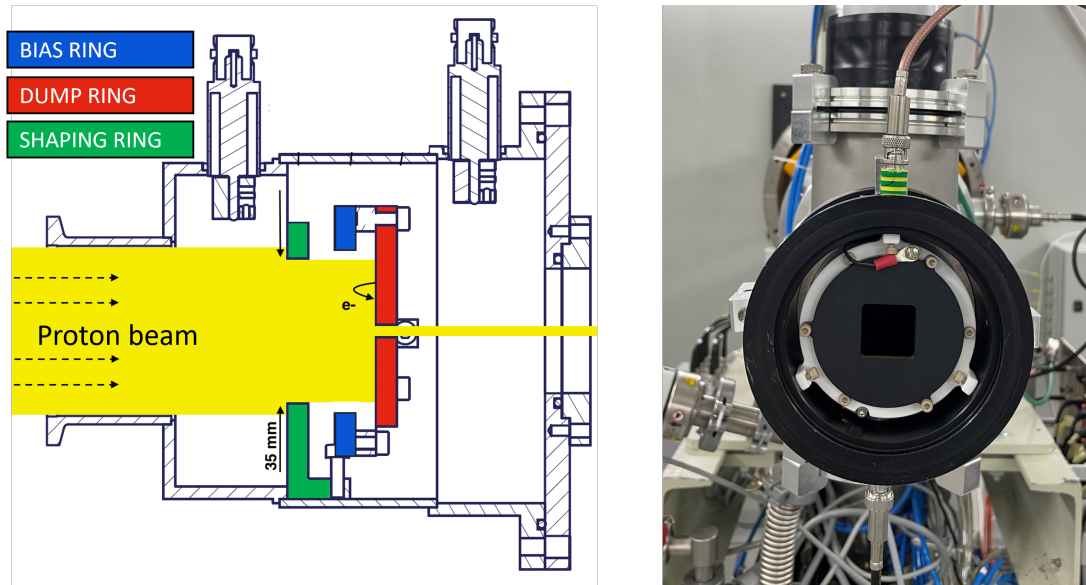 BIAS RING
DUMP RING
SHAPING RING
e-
Proton beam
35 mm